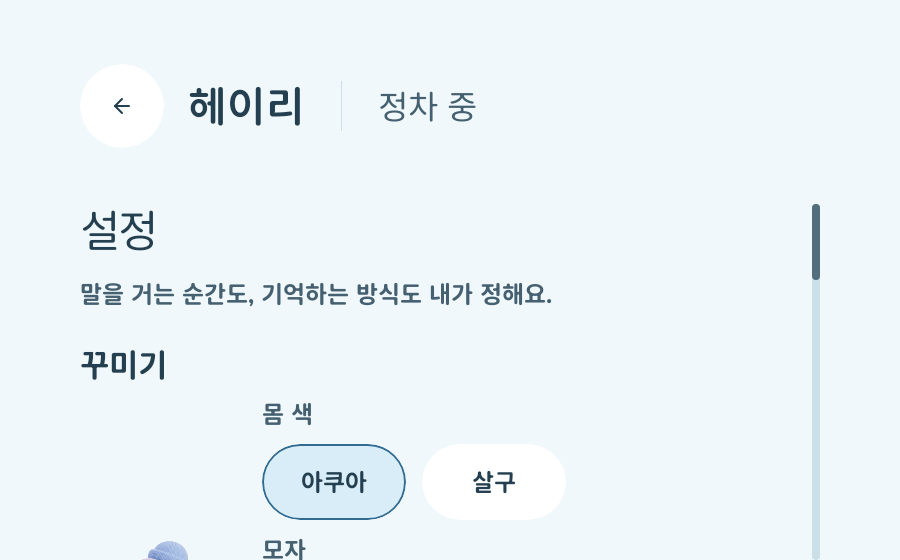 헤이리
정차 중
설정
말을 거는 순간도, 기억하는 방식도 내가 정해요.
꾸미기
몸 색
아쿠아
살구
모자